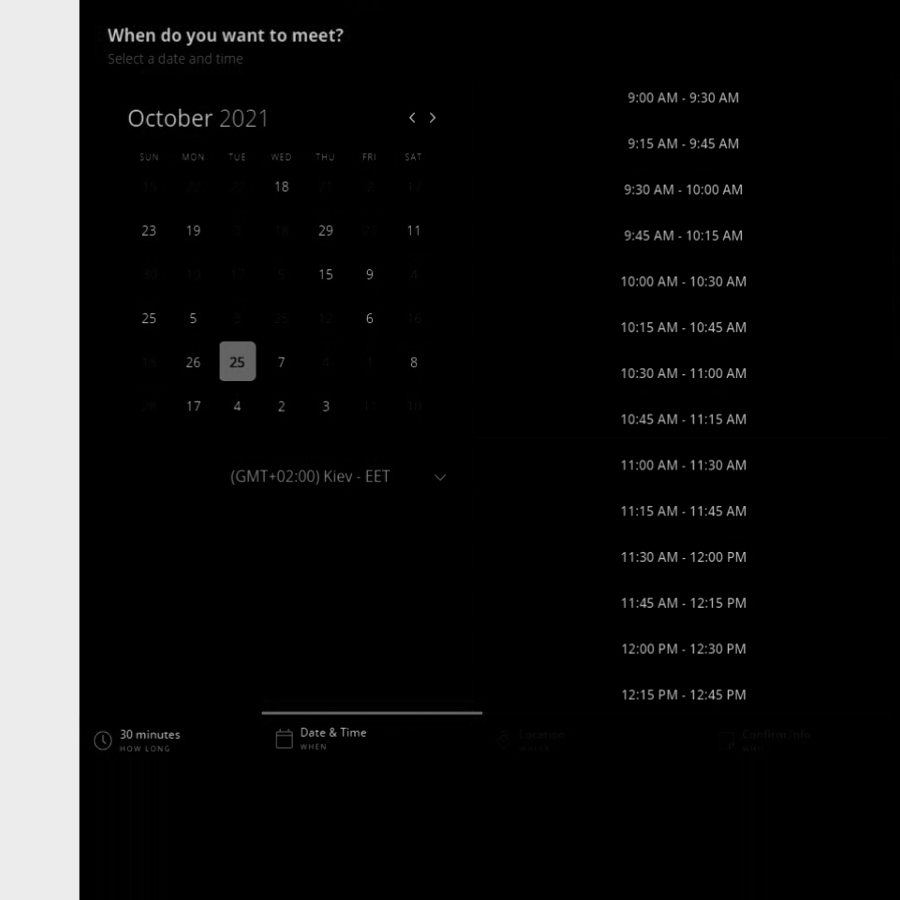 When do you want to meet?
Select a date and time
October 2021
SUN MON TUE WED THU FRI SAT
18
23 19 29 11
15 9
25 5 6
26 25 7 8
17 4 2 3
(GMT+02:00) Kiev - EET
9:00 AM - 9:30 AM
9:15 AM - 9:45 AM
9:30 AM - 10:00 AM
9:45 AM - 10:15 AM
10:00 AM - 10:30 AM
10:15 AM - 10:45 AM
10:30 AM - 11:00 AM
10:45 AM - 11:15 AM
11:00 AM - 11:30 AM
11:15 AM - 11:45 AM
11:30 AM - 12:00 PM
11:45 AM - 12:15 PM
12:00 PM - 12:30 PM
12:15 PM - 12:45 PM
30 minutes
HOW LONG
Date & Time
WHEN
Location
Confirm Info